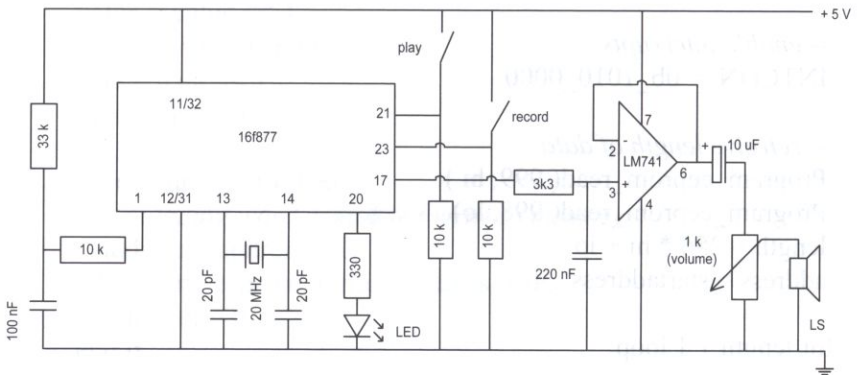 + 5 V
play
11/32
21
33 k
16f877
record
7
23
2
-
LM741
+
10 uF
6
17
3k3
3
+
4
1
12/31
13
14
20
10 k
10 k
10 k
1 k
(volume)
20 pF
20 MHz
20 pF
330
220 nF
100 nF
LED
LS